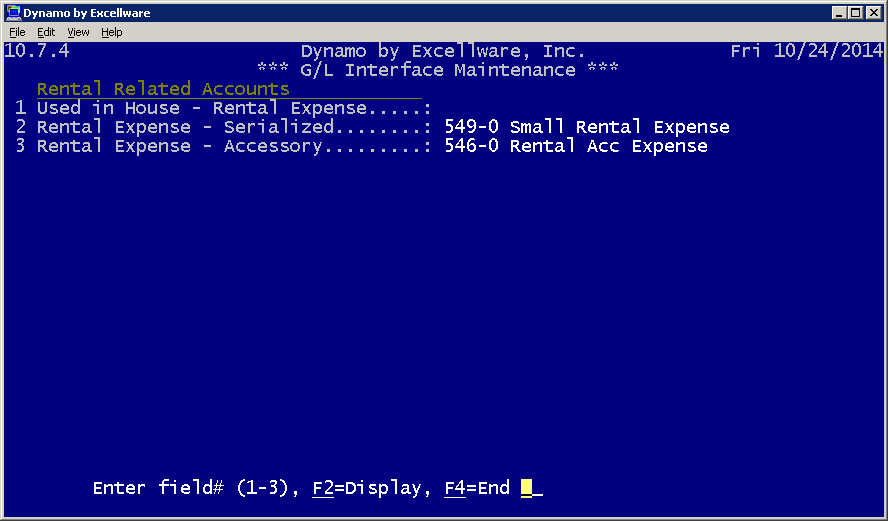 Dynamo by Excellware
File Edit View Help
10.7.4 Dynamo by Excellware, Inc. Fri 10/24/2014
*** G/L Interface Maintenance ***
Rental Related Accounts
1 Used in House - Rental Expense.....:
2 Rental Expense - Serialized........: 549-0 Small Rental Expense
3 Rental Expense - Accessory.........: 546-0 Rental Acc Expense
Enter field# (1-3), F2=Display, F4=End